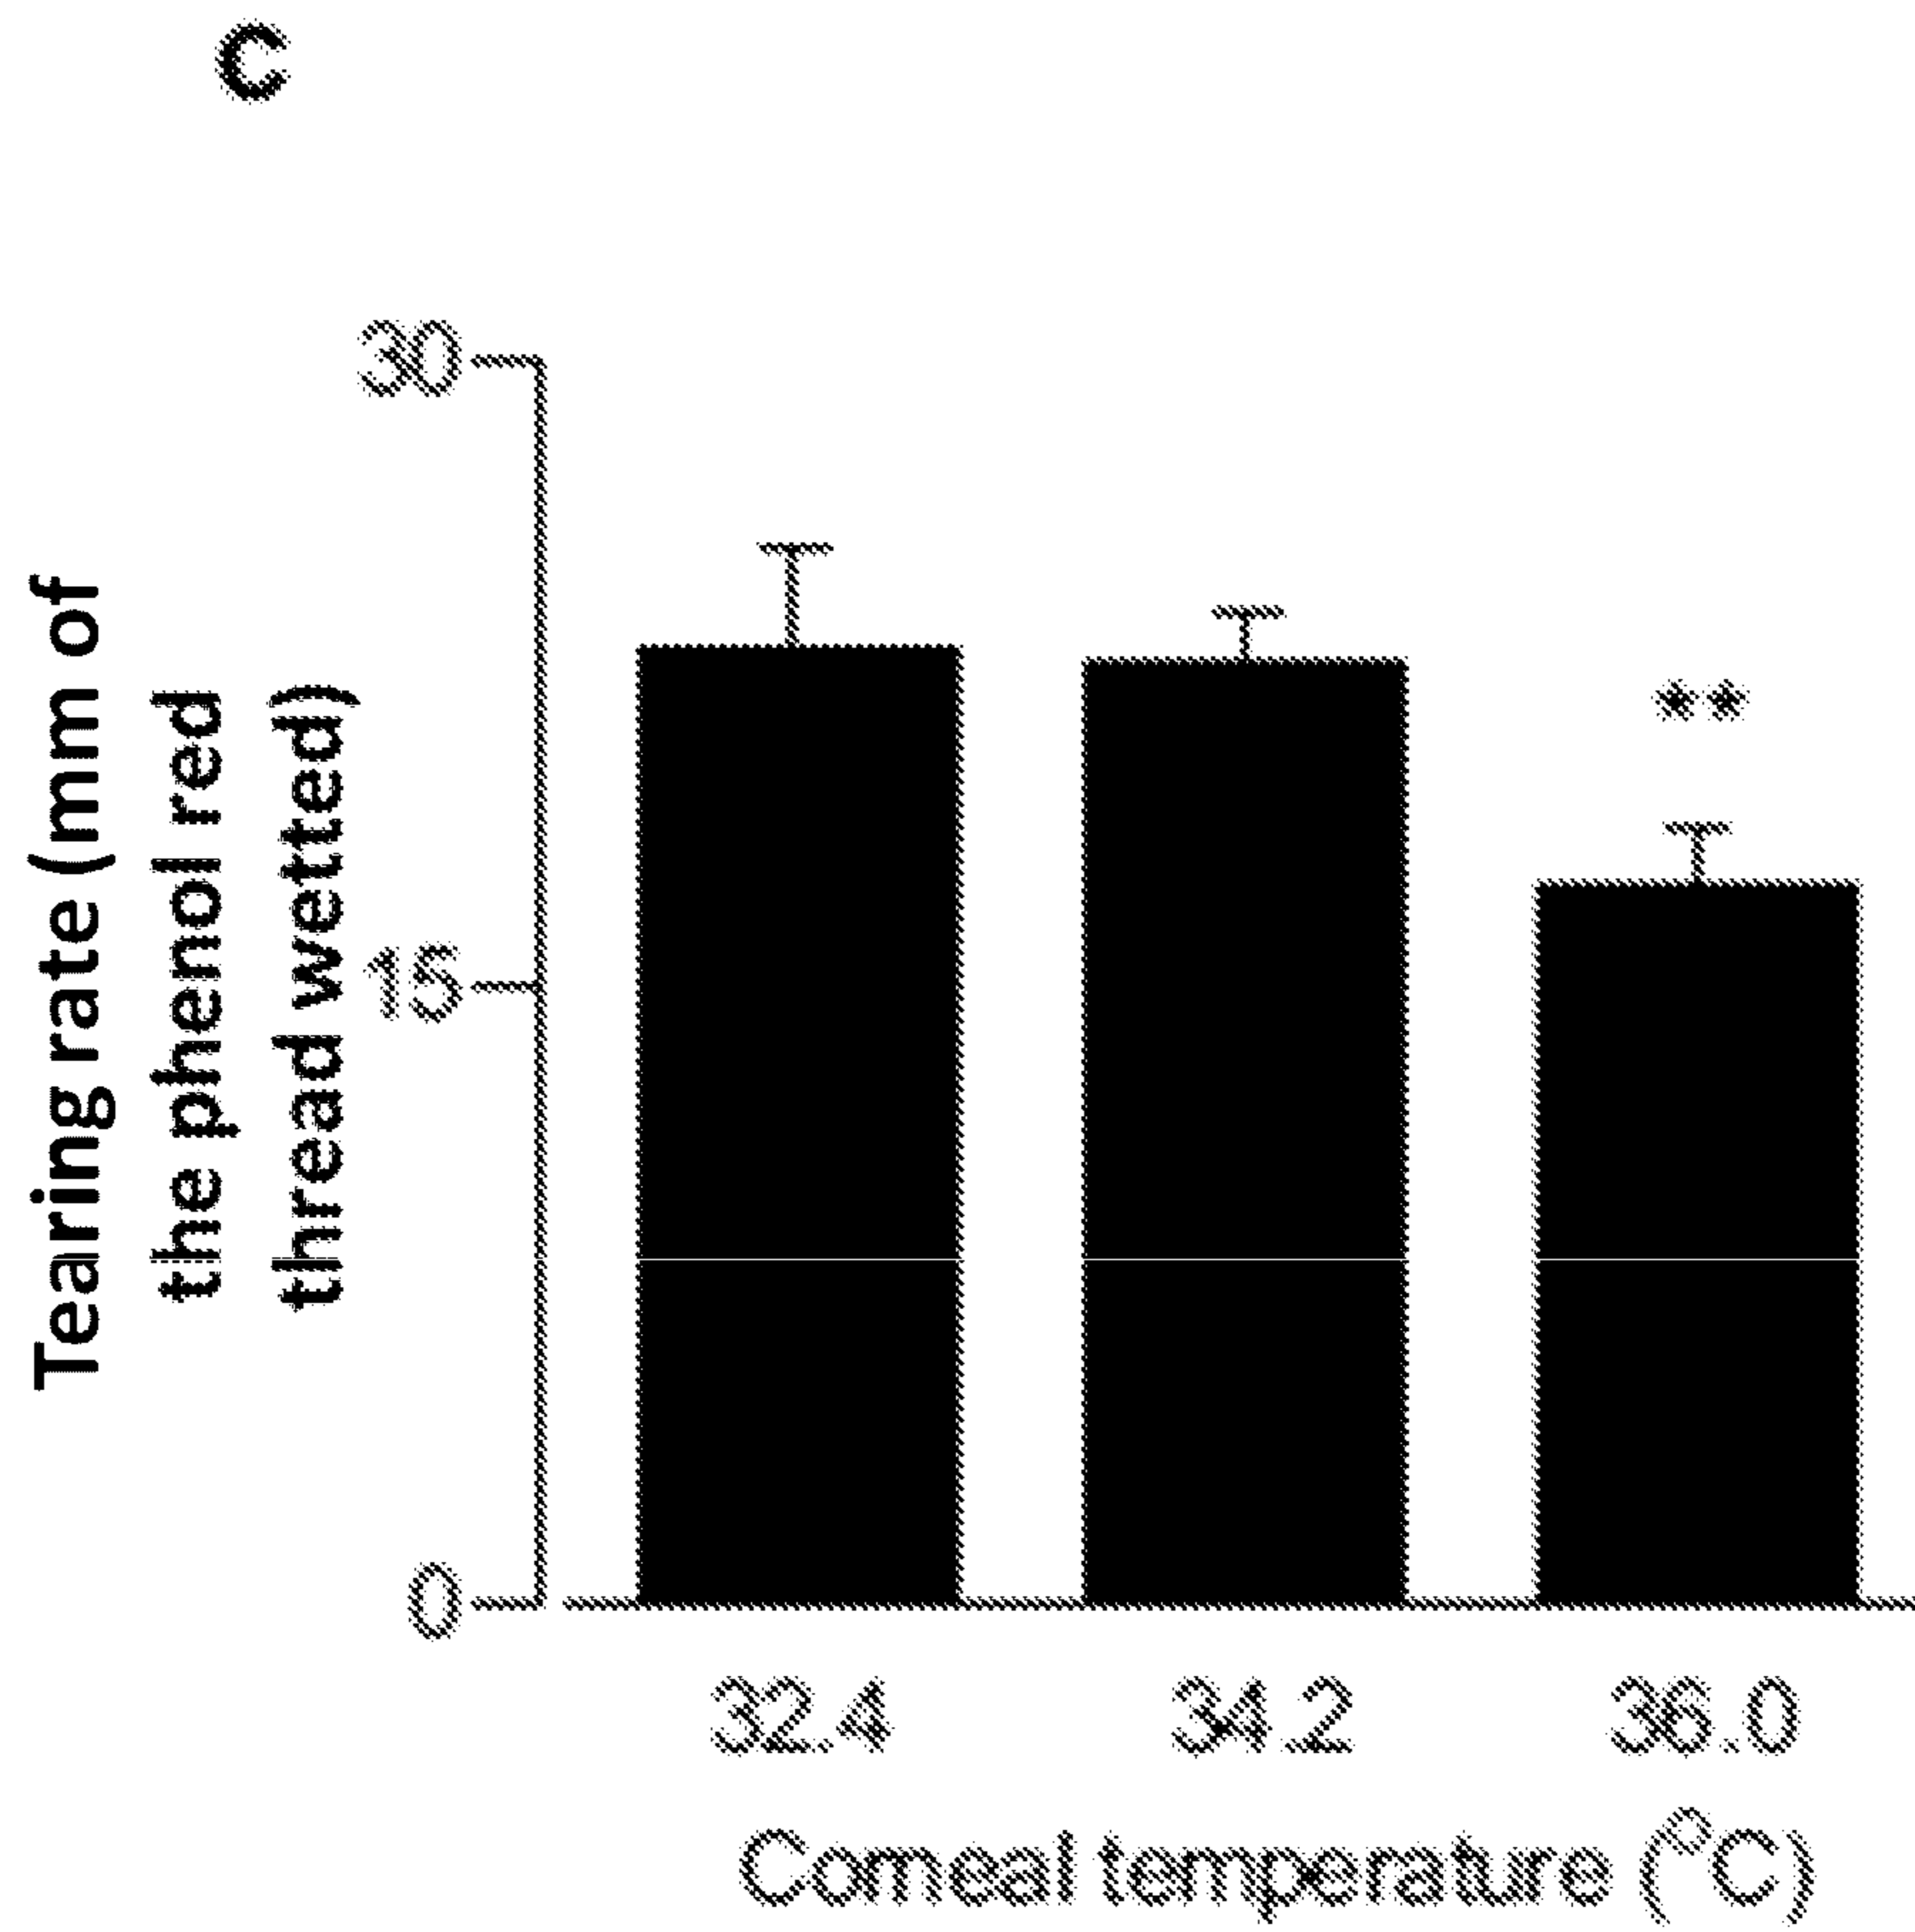 C
Tearing rate (mm of
the phenol red
thread wetted)
30
15
0
**
32.4 34.2 36.0
Corneal temperature (°C)